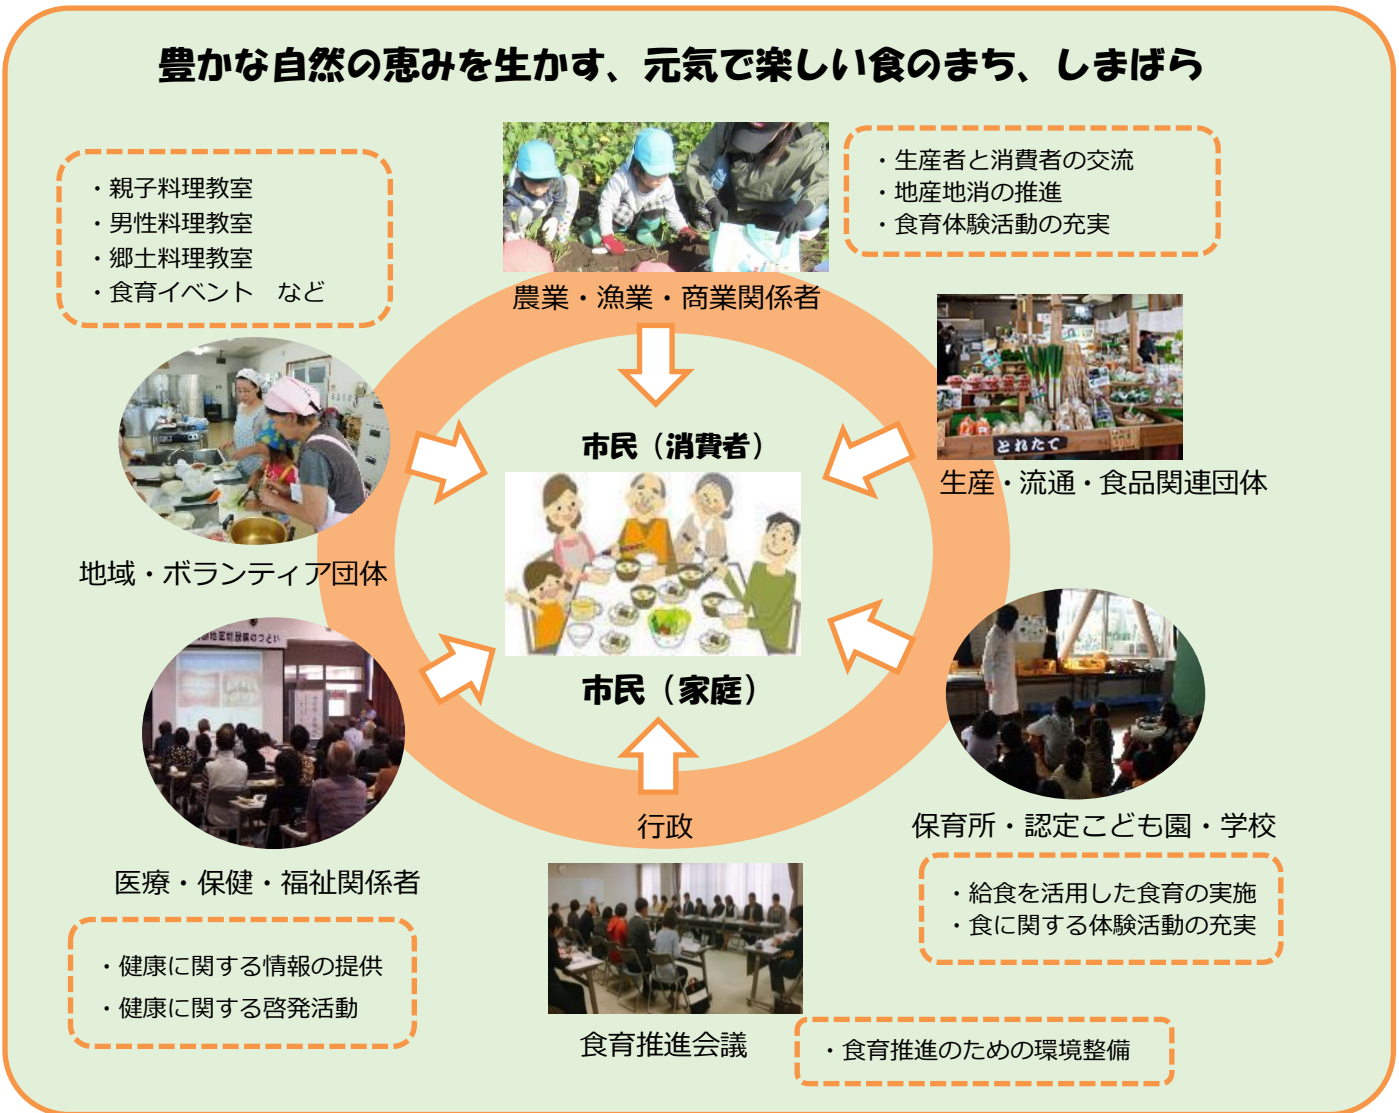 豊かな自然の恵みを生かす、元気で楽しい食のまち、しまばら
・親子料理教室
・男性料理教室
・郷土料理教室
・食育イベント　など
・生産者と消費者の交流
・地産地消の推進
・食育体験活動の充実
農業・漁業・商業関係者
とれたて
生産・流通・食品関連団体
市民（消費者）
地域・ボランティア団体
市民（家庭）
行政
保育所・認定こども園・学校
・給食を活用した食育の実施
・食に関する体験活動の充実
医療・保健・福祉関係者
・健康に関する情報の提供
・健康に関する啓発活動
食育推進会議
・食育推進のための環境整備